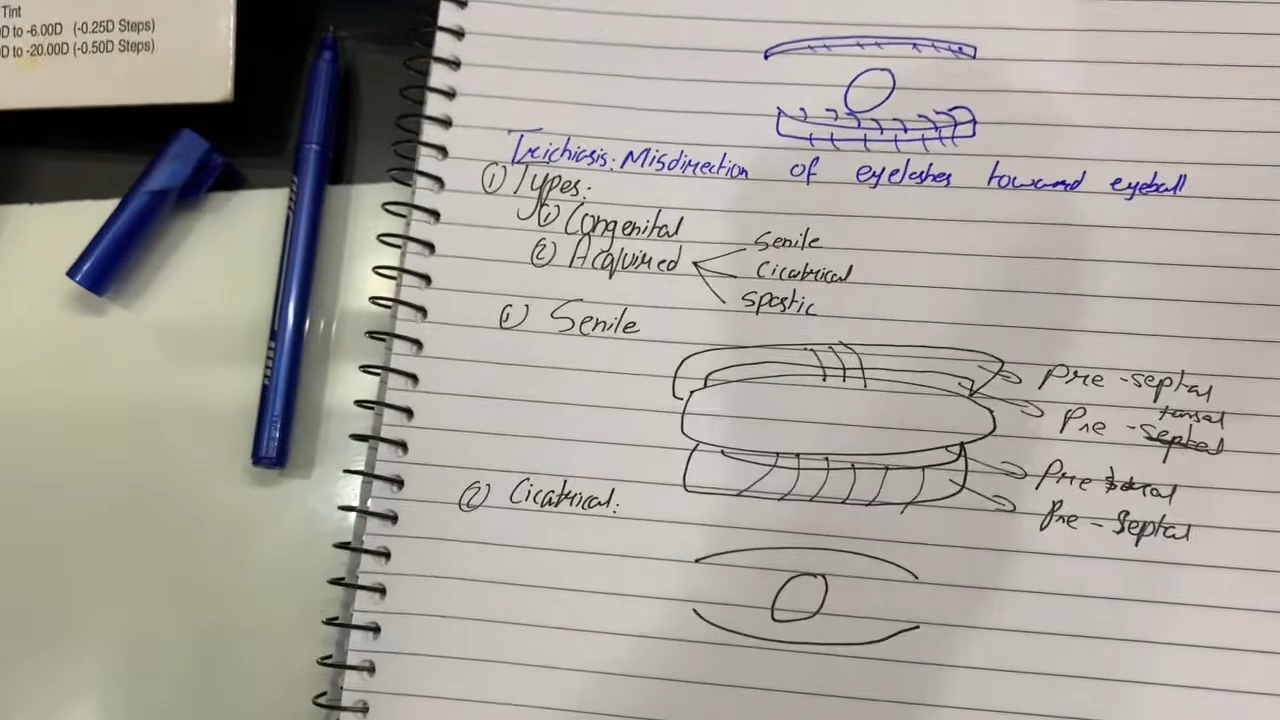 Tint
D to -6.00D (-0.25D Steps)
D to -20.00D (-0.50D Steps)
Trichiasis: Misdirection of eyelashes toward eyeball
① Types:
① Congenital
② Acquired
Senile
Cicatrical
Spastic
① Senile
Pre-septal
tarsal
Pre-septal
Pre
Pre-Septal
② Cicatrical: